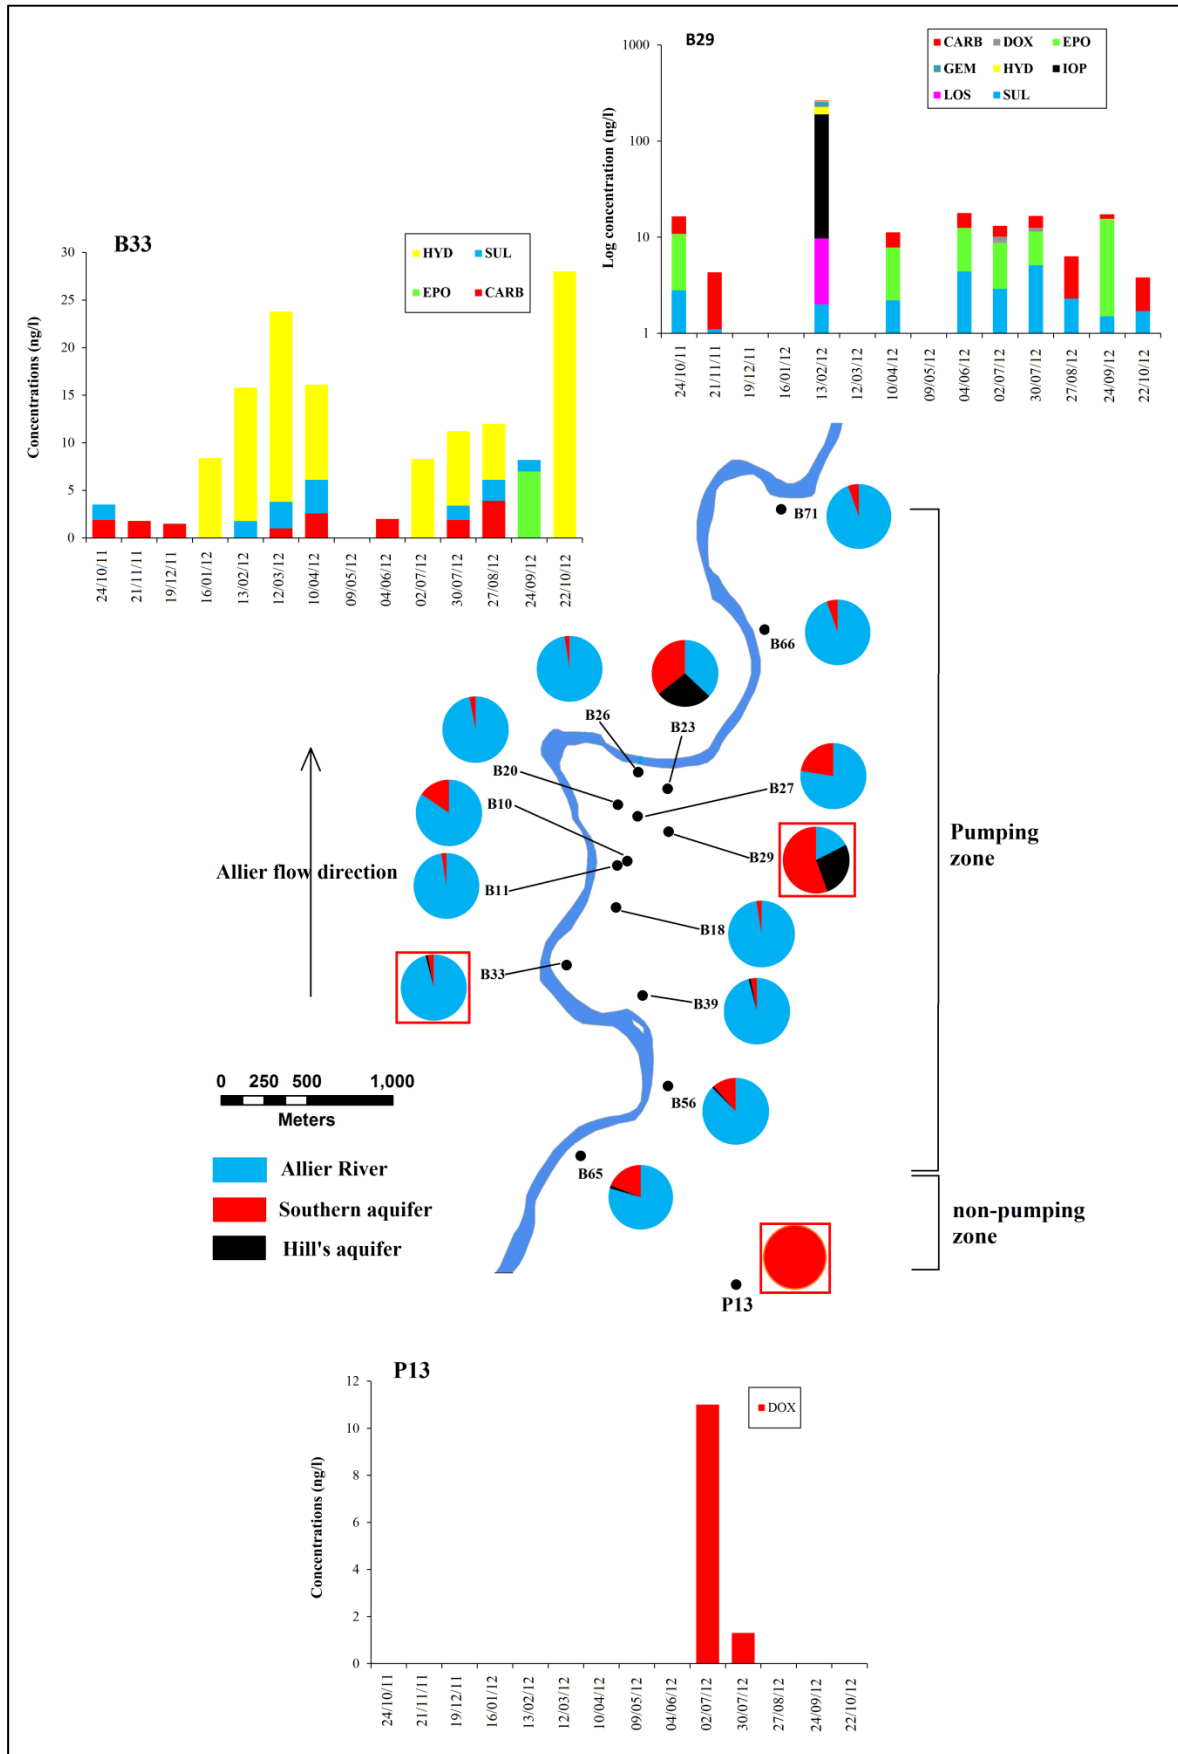 B29
CARB DOX EPO
GEM HYD IOP
LOS SUL
Log concentration (ng/l)
1000
100
10
1
24/10/11 21/11/11 19/12/11 16/01/12 13/02/12 12/03/12 10/04/12 09/05/12 04/06/12 02/07/12 30/07/12 27/08/12 24/09/12 22/10/12
B33
HYD SUL
EPO CARB
Concentrations (ng/l)
30
25
20
15
10
5
0
24/10/11 21/11/11 19/12/11 16/01/12 13/02/12 12/03/12 10/04/12 09/05/12 04/06/12 02/07/12 30/07/12 27/08/12 24/09/12 22/10/12
B71
B66
B26
B23
B20
B27
B10
B29
Pumping
zone
Allier flow direction
B11
B18
B33
B39
0 250 500 1,000
Meters
B56
B65
Allier River
Southern aquifer
Hill's aquifer
non-pumping
zone
P13
P13
DOX
Concentrations (ng/l)
12
10
8
6
4
2
0
24/10/11 21/11/11 19/12/11 16/01/12 13/02/12 12/03/12 10/04/12 09/05/12 04/06/12 02/07/12 30/07/12 27/08/12 24/09/12 22/10/12